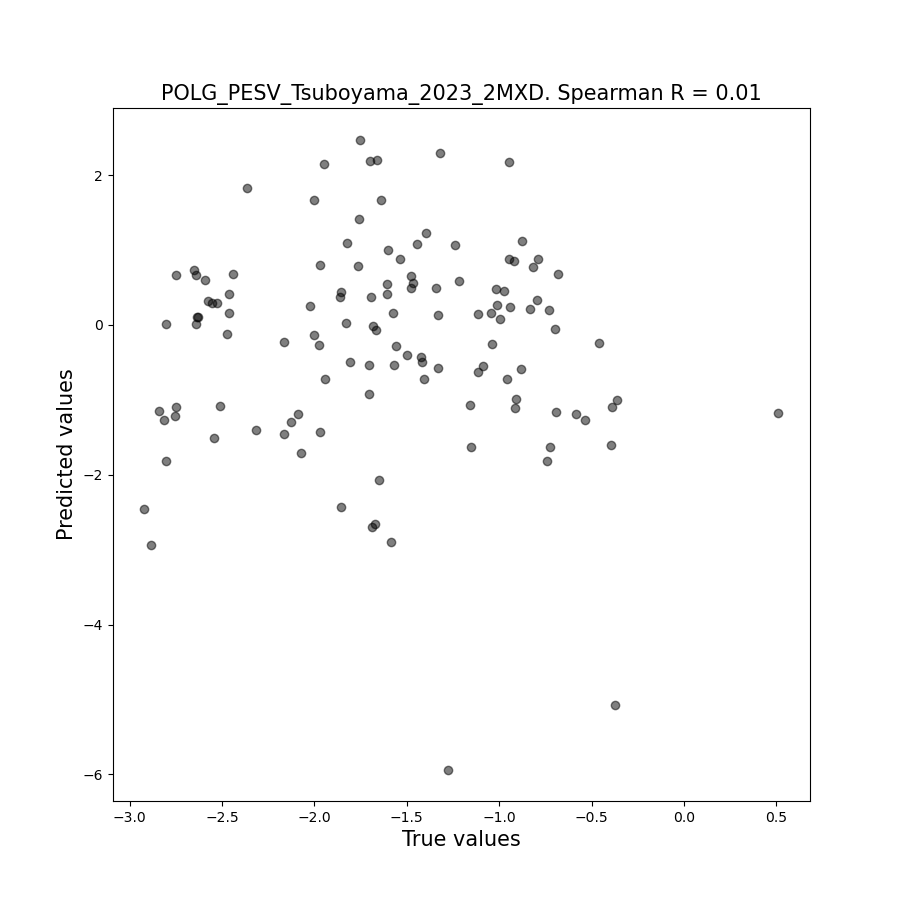 POLG_PESV_Tsuboyama_2023_2MXD. Spearman R = 0.01
2
0
−2
−4
−6
Predicted values
−3.0 −2.5 −2.0 −1.5 −1.0 −0.5 0.0 0.5
True values